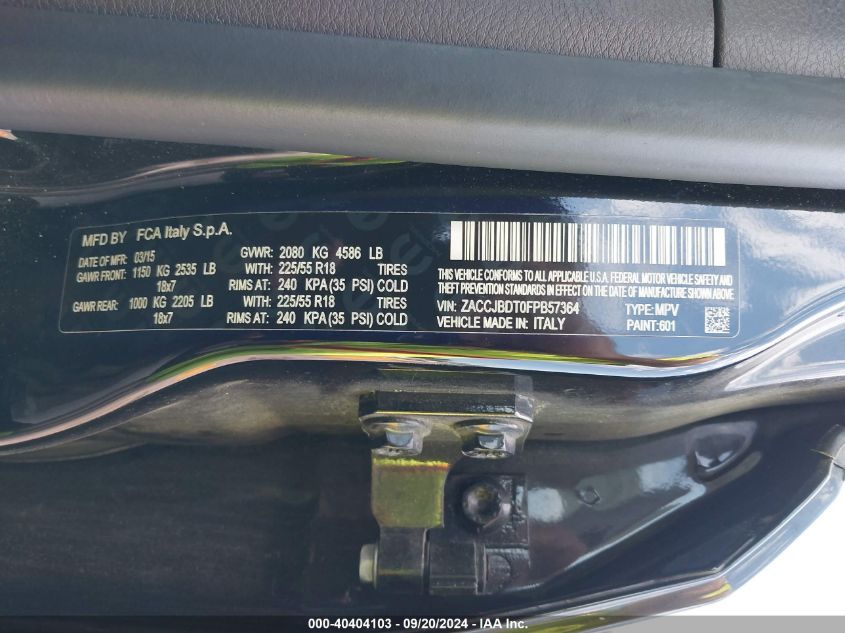 MFD BY FCA Italy S.p.A.
DATE OF MFR: 03/15 GVWR: 2080 KG 4586 LB
GAWR FRONT: 1150 KG 2535 LB WITH: 225/55 R18 TIRES
18x7 RIMS AT: 240 KPA (35 PSI) COLD
GAWR REAR: 1000 KG 2205 LB WITH: 225/55 R18 TIRES
18x7 RIMS AT: 240 KPA (35 PSI) COLD
THIS VEHICLE CONFORMS TO ALL APPLICABLE U.S.A. FEDERAL MOTOR VEHICLE SAFETY AND
THEFT PREVENTION STANDARDS IN EFFECT ON THE DATE OF MANUFACTURE SHOWN ABOVE.
VIN: ZACCJBDT0FPB57364 TYPE: MPV
VEHICLE MADE IN: ITALY PAINT: 601
000-40404103 - 09/20/2024 - IAA Inc.